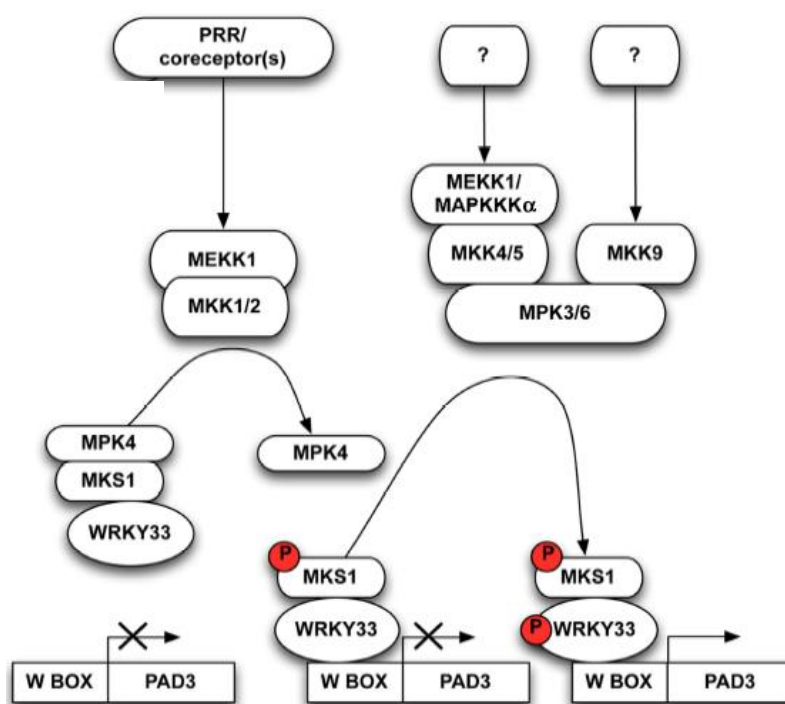 PRR/
coreceptor(s)
?
?
MEKK1/
MAPKKKα
MEKK1
MKK4/5
MKK9
MKK1/2
MPK3/6
MPK4
MPK4
MKS1
WRKY33
P
MKS1
P
MKS1
WRKY33
P
WRKY33
W BOX
PAD3
W BOX
PAD3
W BOX
PAD3